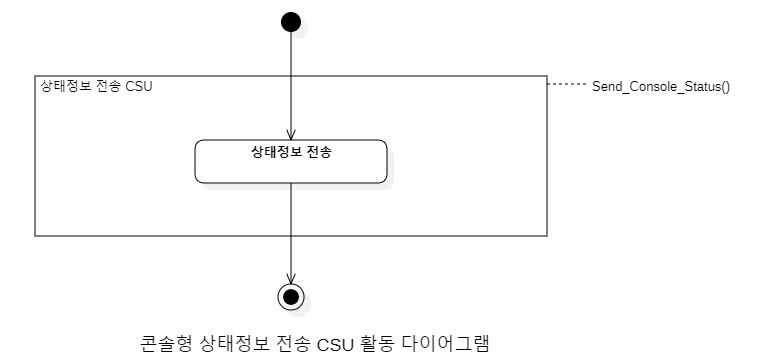 상태정보 전송 CSU
Send_Console_Status()
상태정보 전송
콘솔형 상태정보 전송 CSU 활동 다이어그램